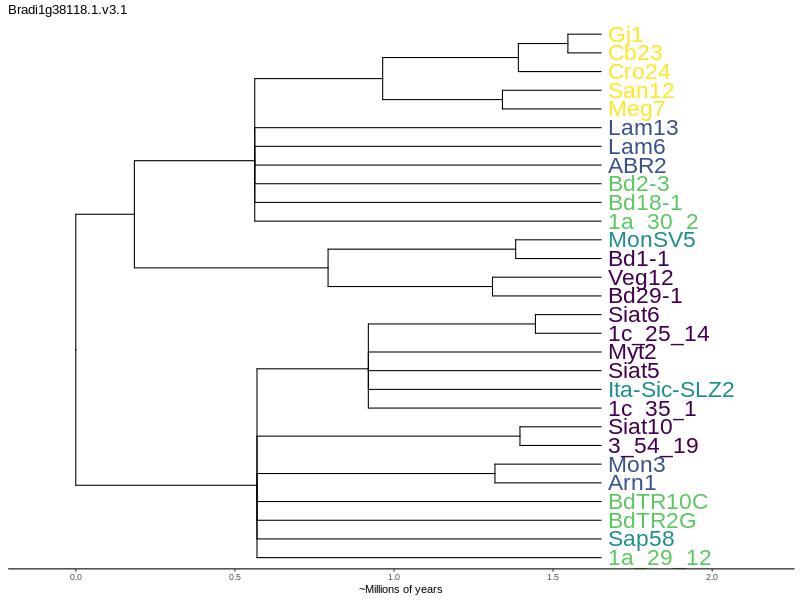 Bradi1g38118.1.v3.1
Gj1
Cb23
Cro24
San12
Meg7
Lam13
Lam6
ABR2
Bd2-3
Bd18-1
1a_30_2
MonSV5
Bd1-1
Veg12
Bd29-1
Siat6
1c_25_14
Myt2
Siat5
Ita-Sic-SLZ2
1c_35_1
Siat10
3_54_19
Mon3
Arn1
BdTR10C
BdTR2G
Sap58
1a_29_12
0.0 0.5 1.0 1.5 2.0
~Millions of years